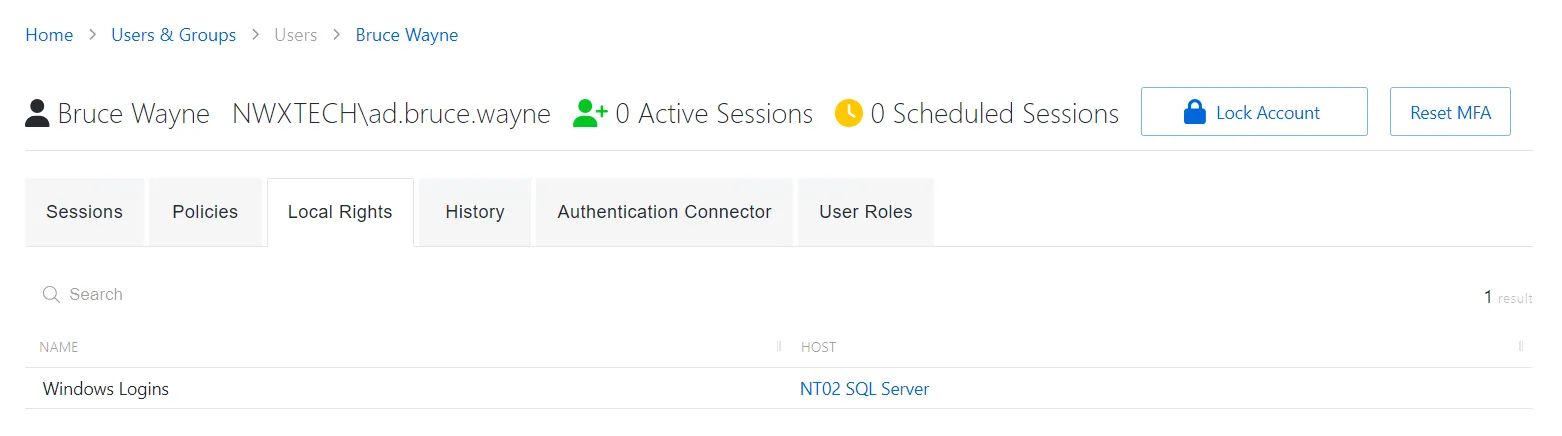 Home > Users & Groups > Users > Bruce Wayne
Bruce Wayne NWXTECH\ad.bruce.wayne 0 Active Sessions 0 Scheduled Sessions Lock Account Reset MFA
Sessions Policies Local Rights History Authentication Connector User Roles
Search 1 result
NAME HOST
Windows Logins NT02 SQL Server